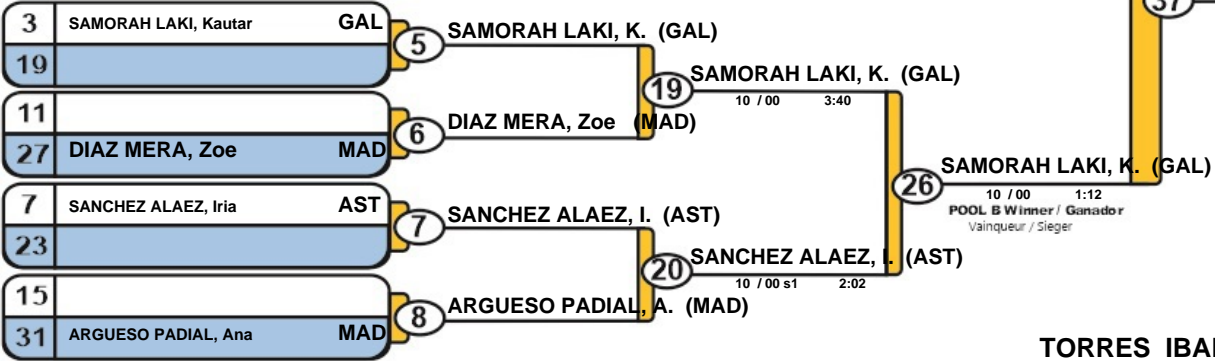 37
3 SAMORAH LAKI, Kautar GAL
19
5 SAMORAH LAKI, K. (GAL)
19 SAMORAH LAKI, K. (GAL)
10 / 00 3:40
11
27 DIAZ MERA, Zoe MAD
6 DIAZ MERA, Zoe (MAD)
26 SAMORAH LAKI, K. (GAL)
10 / 00 1:12
POOL B Winner / Ganador
Vainqueur / Sieger
7 SANCHEZ ALAEZ, Iria AST
23
7 SANCHEZ ALAEZ, I. (AST)
20 SANCHEZ ALAEZ, I. (AST)
10 / 00 s1 2:02
15
31 ARGUESO PADIAL, Ana MAD
8 ARGUESO PADIAL, A. (MAD)
TORRES